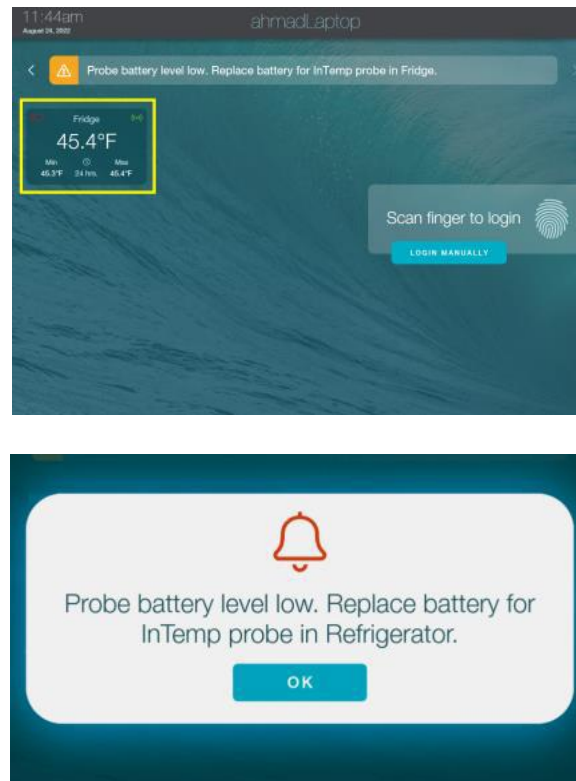 11:44am
August 24, 2022
ahmadLaptop
Probe battery level low. Replace battery for InTemp probe in Fridge.
Fridge
45.4°F
Min
Max
45.3°F 24 hrs. 45.4°F
Scan finger to login
LOGIN MANUALLY
Probe battery level low. Replace battery for
InTemp probe in Refrigerator.
OK